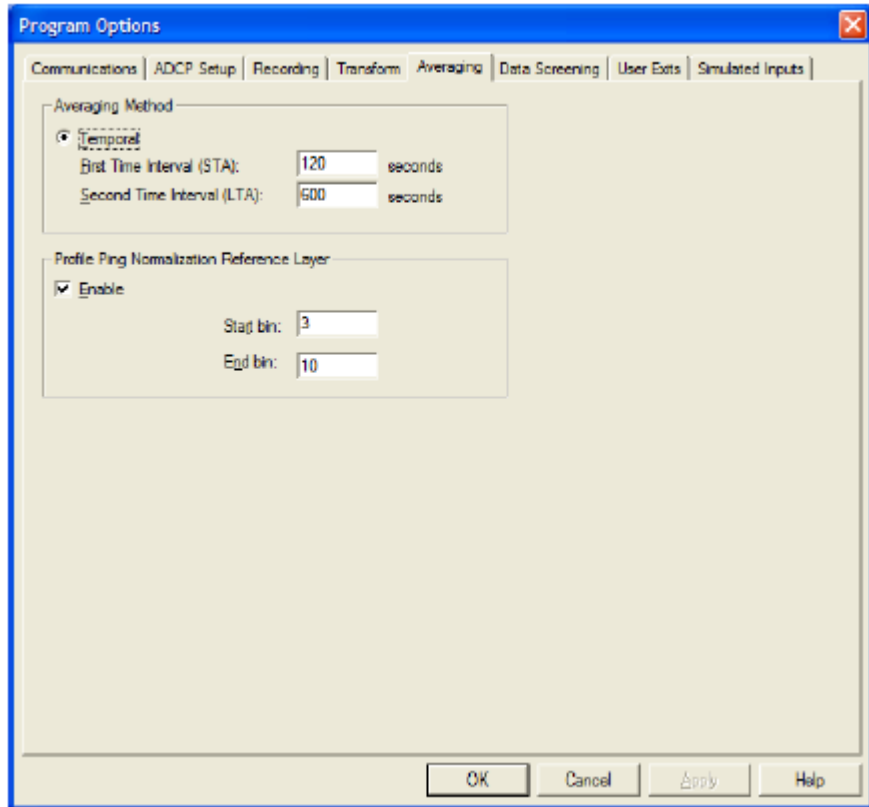 Program Options
Communications ADCP Setup Recording Transform Averaging Data Screening User Exits Simulated Inputs
Averaging Method
Temporal
First Time Interval (STA): 120 seconds
Second Time Interval (LTA): 600 seconds
Profile Ping Normalization Reference Layer
Enable
Start bin: 3
End bin: 10
OK Cancel Apply Help